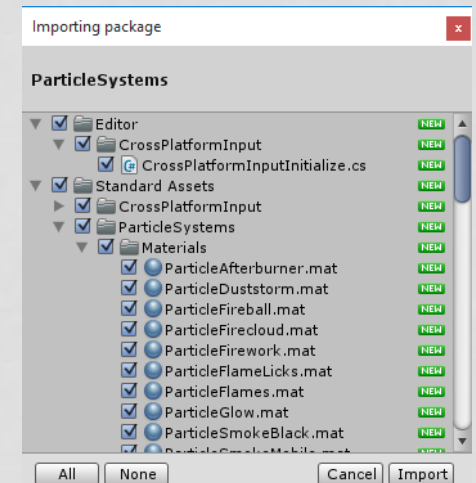 Importing package
x
ParticleSystems
Editor NEW
CrossPlatformInput NEW
CrossPlatformInputInitialize.cs NEW
Standard Assets NEW
CrossPlatformInput NEW
ParticleSystems NEW
Materials NEW
ParticleAfterburner.mat NEW
ParticleDuststorm.mat NEW
ParticleFireball.mat NEW
ParticleFirecloud.mat NEW
ParticleFirework.mat NEW
ParticleFlameLicks.mat NEW
ParticleFlames.mat NEW
ParticleGlow.mat NEW
ParticleSmokeBlack.mat NEW
ParticleSmokeMobile.mat
All None Cancel Import